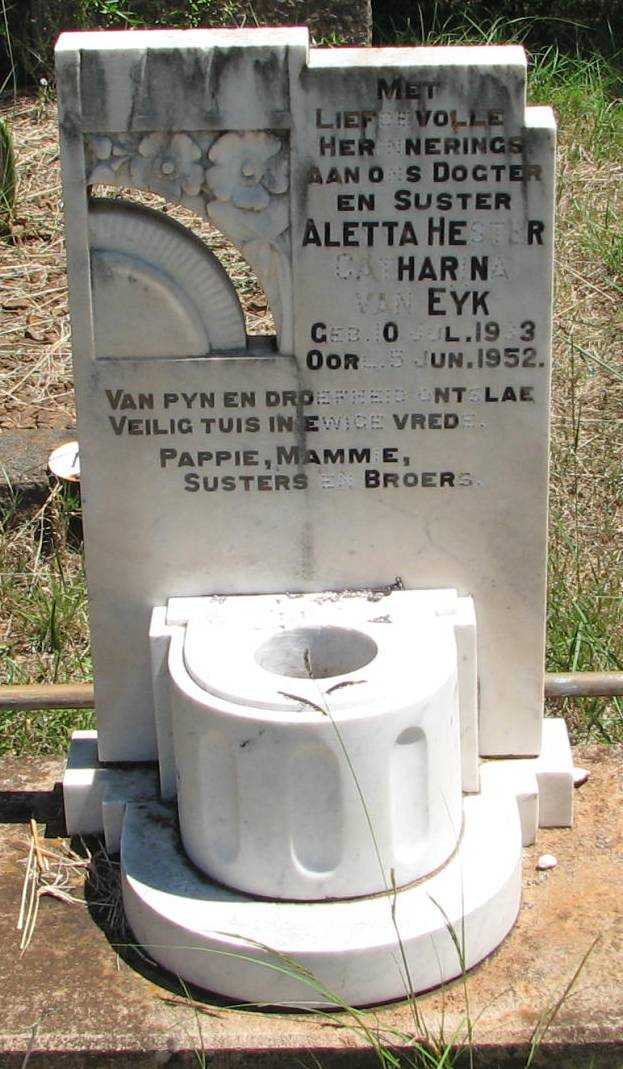 MET
LIEFDEVOLLE
HERINNERINGS
AAN ONS DOGTER
EN SUSTER
ALETTA HESTER
CATHARINA
VAN EYK
GEB. 10 JUL.
OORL. 5 JUN. 1952.
VAN PYN EN DROEFHEID ONTSLAE
VEILIG TUIS IN EWIGE VREDE.
PAPPIE, MAMMIE,
SUSTERS EN BROERS.